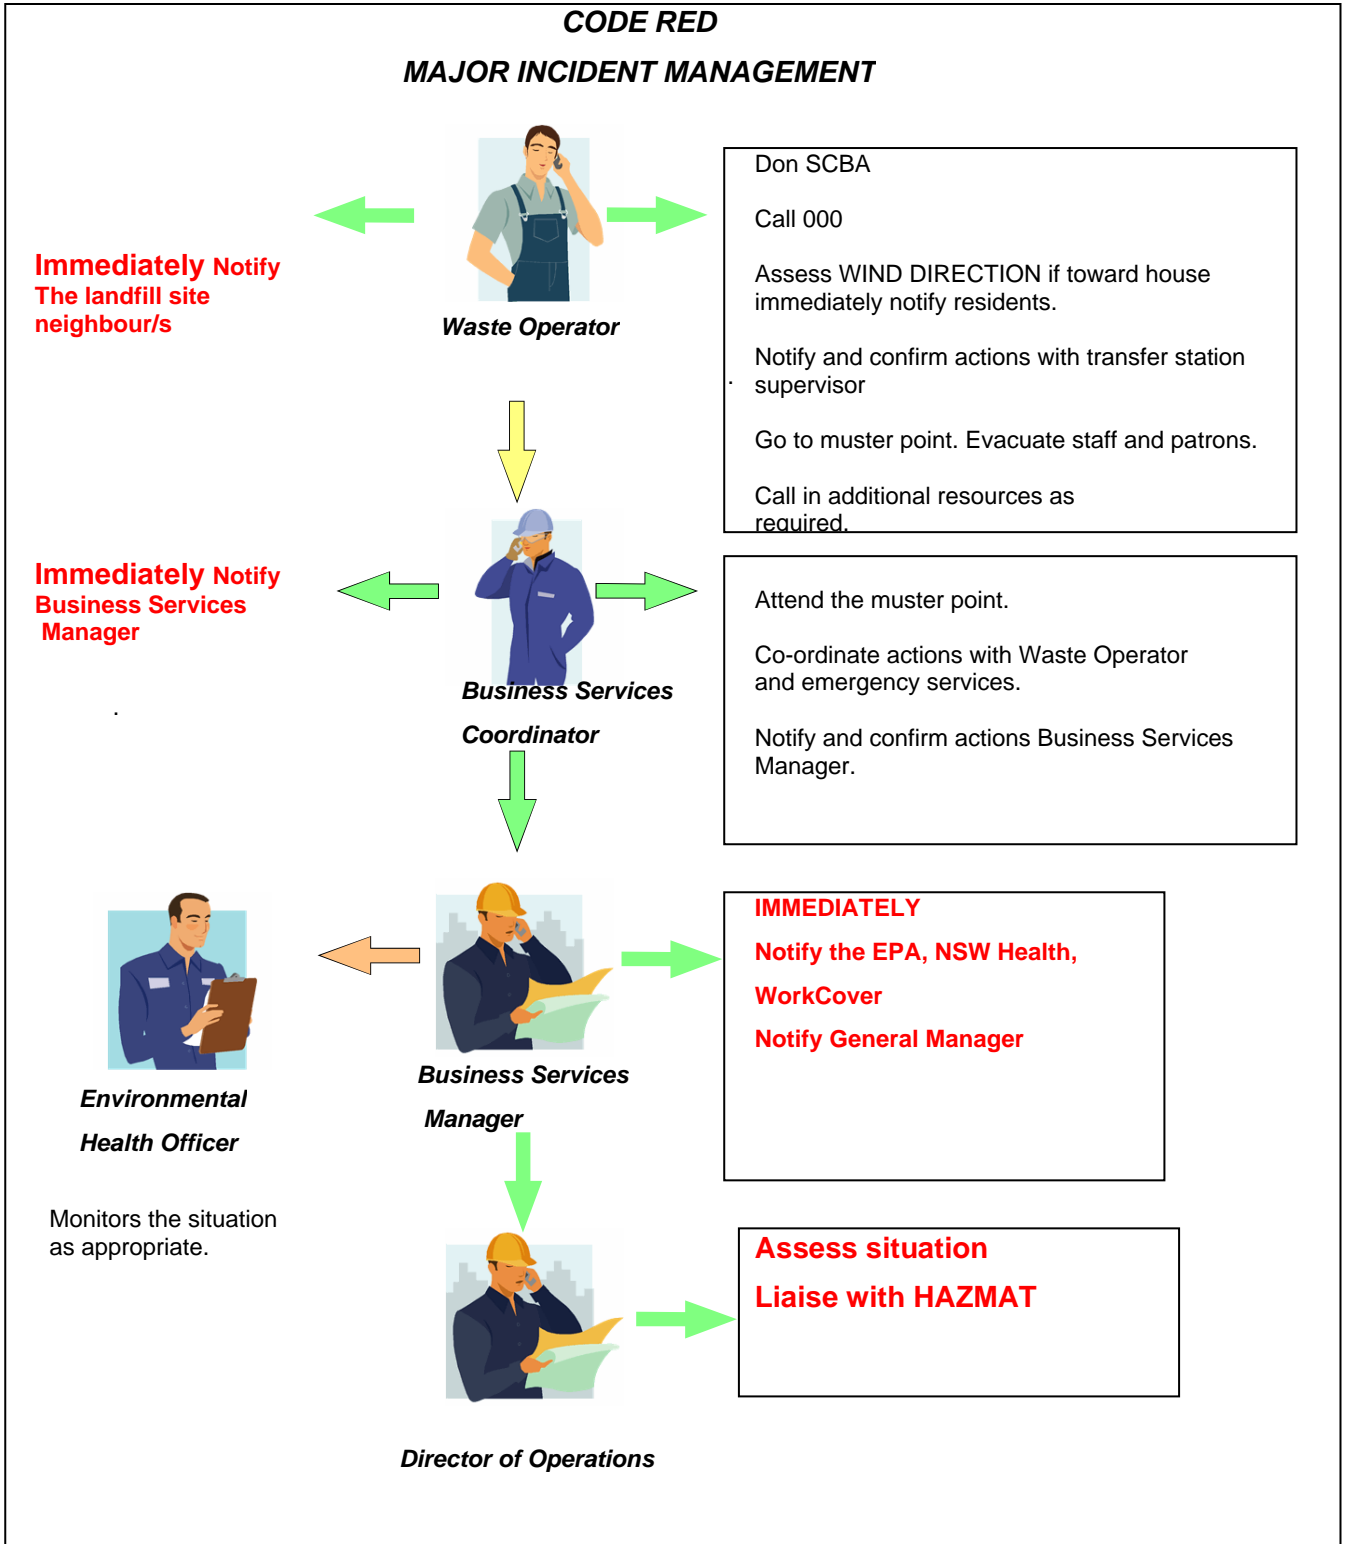 CODE RED
MAJOR INCIDENT MANAGEMENT
Immediately Notify
The landfill site
neighbour/s
Waste Operator
Don SCBA
Call 000
Assess WIND DIRECTION if toward house
immediately notify residents.
Notify and confirm actions with transfer station
. supervisor
Go to muster point. Evacuate staff and patrons.
Call in additional resources as
required.
Immediately Notify
Business Services
Manager
.
Business Services
Coordinator
Attend the muster point.
Co-ordinate actions with Waste Operator
and emergency services.
Notify and confirm actions Business Services
Manager.
Environmental
Health Officer
Monitors the situation
as appropriate.
Business Services
Manager
IMMEDIATELY
Notify the EPA, NSW Health,
WorkCover
Notify General Manager
Director of Operations
Assess situation
Liaise with HAZMAT